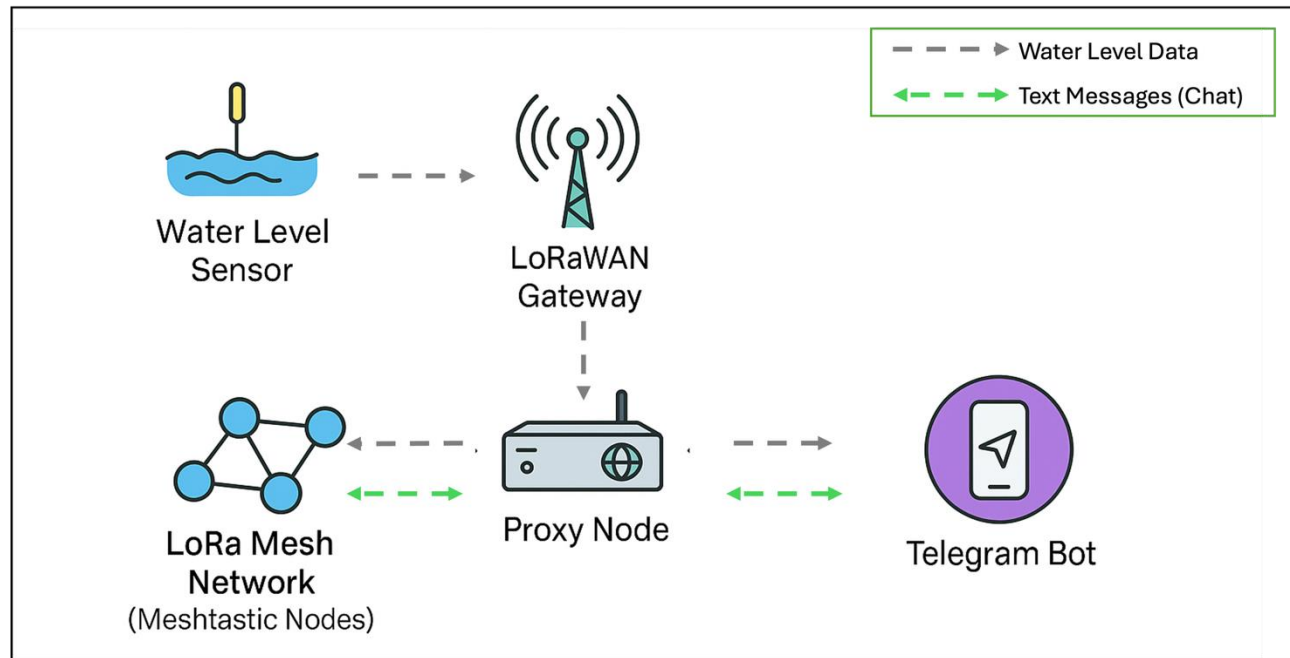 Water Level Data
Text Messages (Chat)
Water Level
Sensor
LoRaWAN
Gateway
LoRa Mesh
Network
(Meshtastic Nodes)
Proxy Node
Telegram Bot